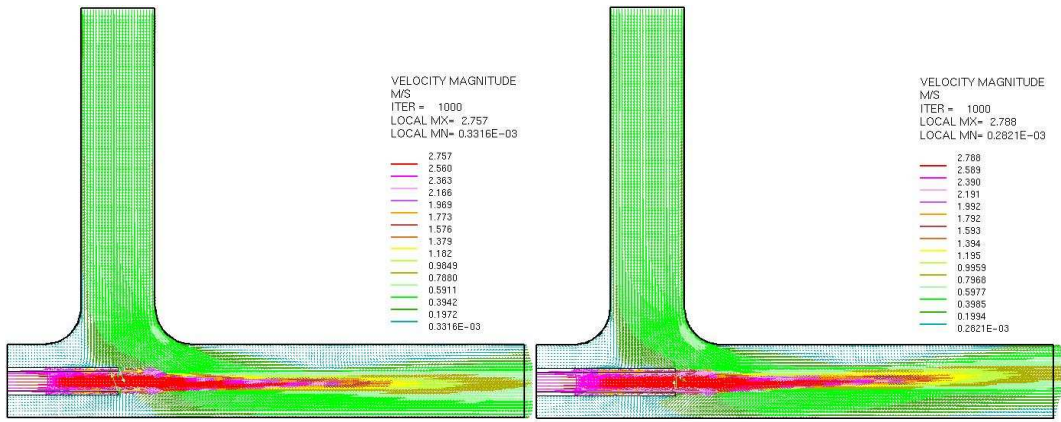 VELOCITY MAGNITUDE
M/S
ITER = 1000
LOCAL MX= 2.757
LOCAL MN= 0.3316E-03
2.757
2.560
2.363
2.166
1.969
1.773
1.576
1.379
1.182
0.9849
0.7880
0.5911
0.3942
0.1972
0.3316E-03
VELOCITY MAGNITUDE
M/S
ITER = 1000
LOCAL MX= 2.788
LOCAL MN= 0.2821E-03
2.788
2.589
2.390
2.191
1.992
1.792
1.593
1.394
1.195
0.9959
0.7968
0.5977
0.3985
0.1994
0.2821E-03